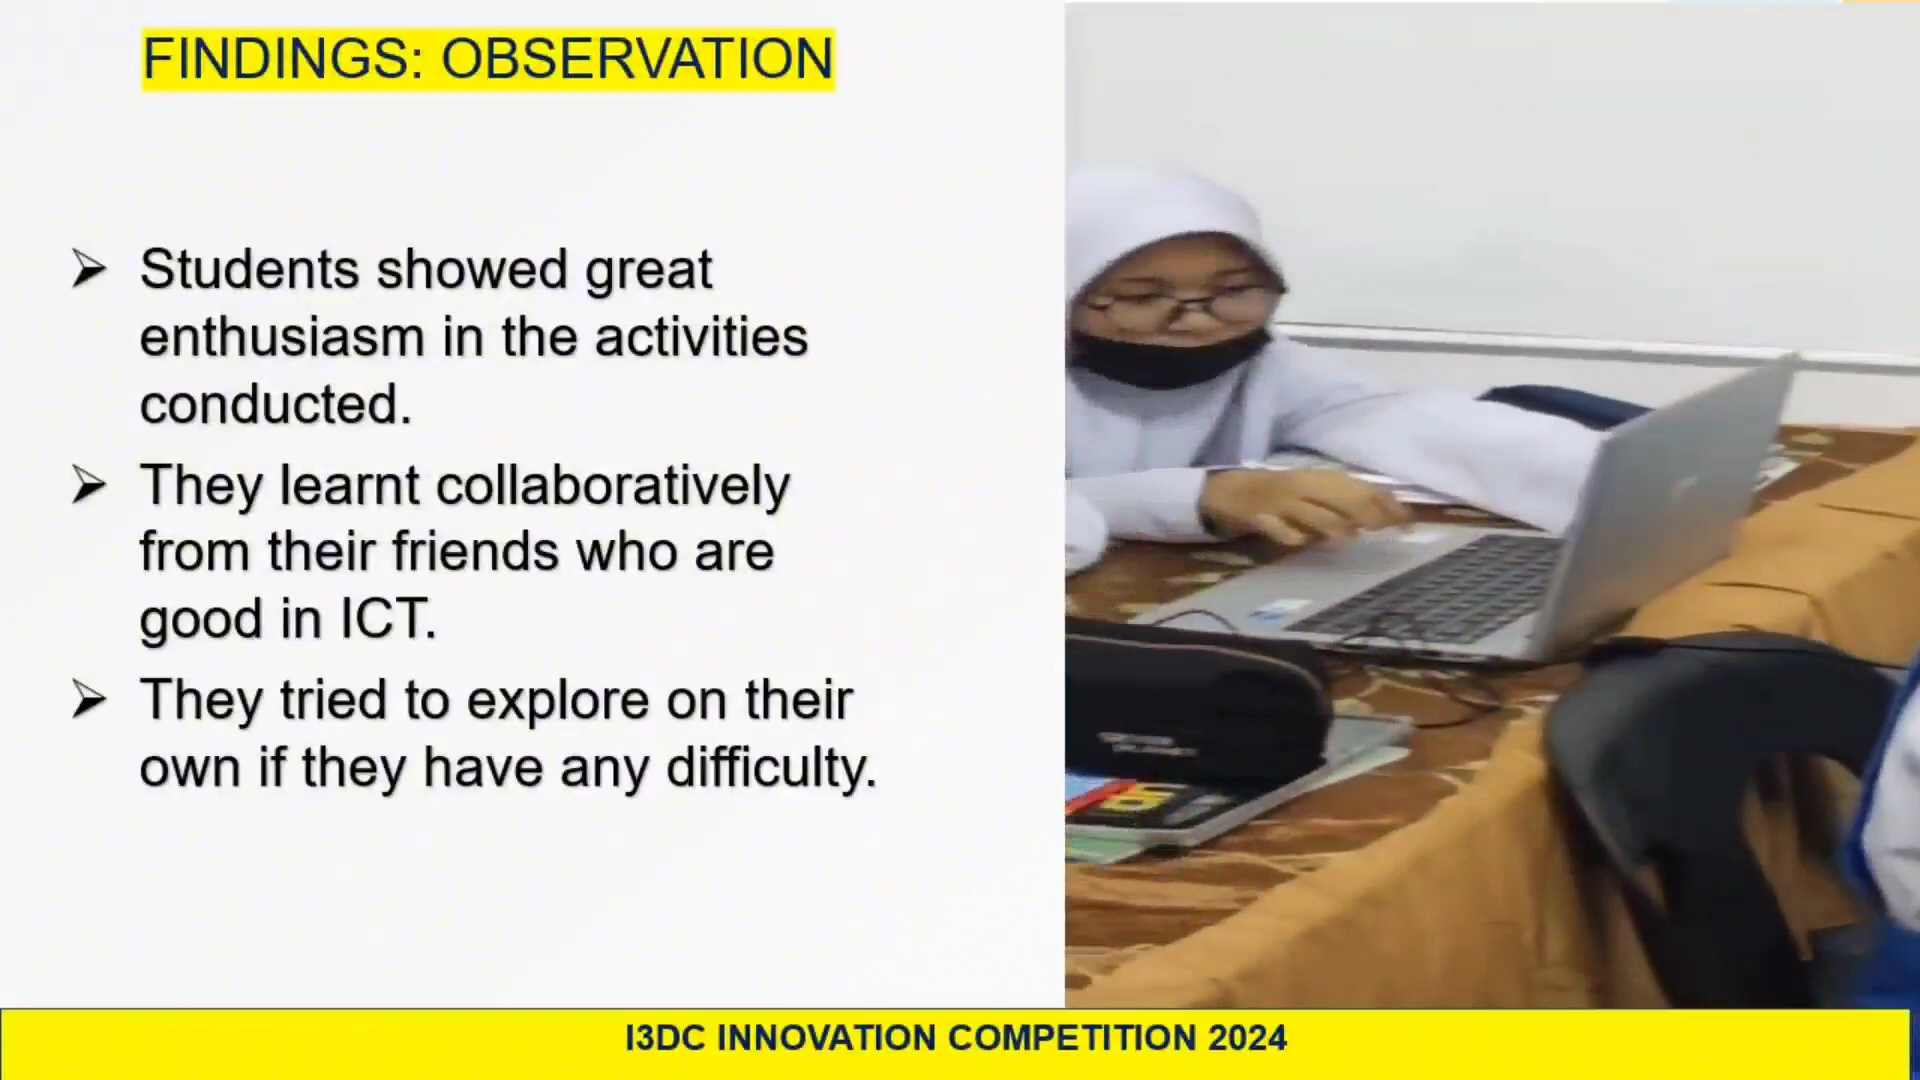 FINDINGS: OBSERVATION
Students showed great
enthusiasm in the activities
conducted.
They learnt collaboratively
from their friends who are
good in ICT.
They tried to explore on their
own if they have any difficulty.
I3DC INNOVATION COMPETITION 2024